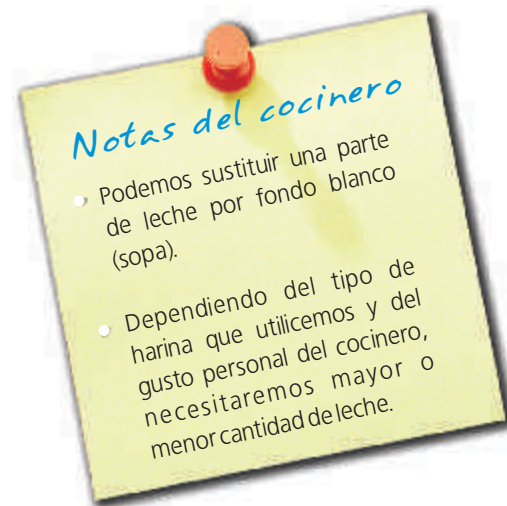 Notas del cocinero
Podemos sustituir una parte
de leche por fondo blanco
(sopa).
Dependiendo del tipo de
harina que utilicemos y del
gusto personal del cocinero,
necesitaremos mayor o
menor cantidad de leche.